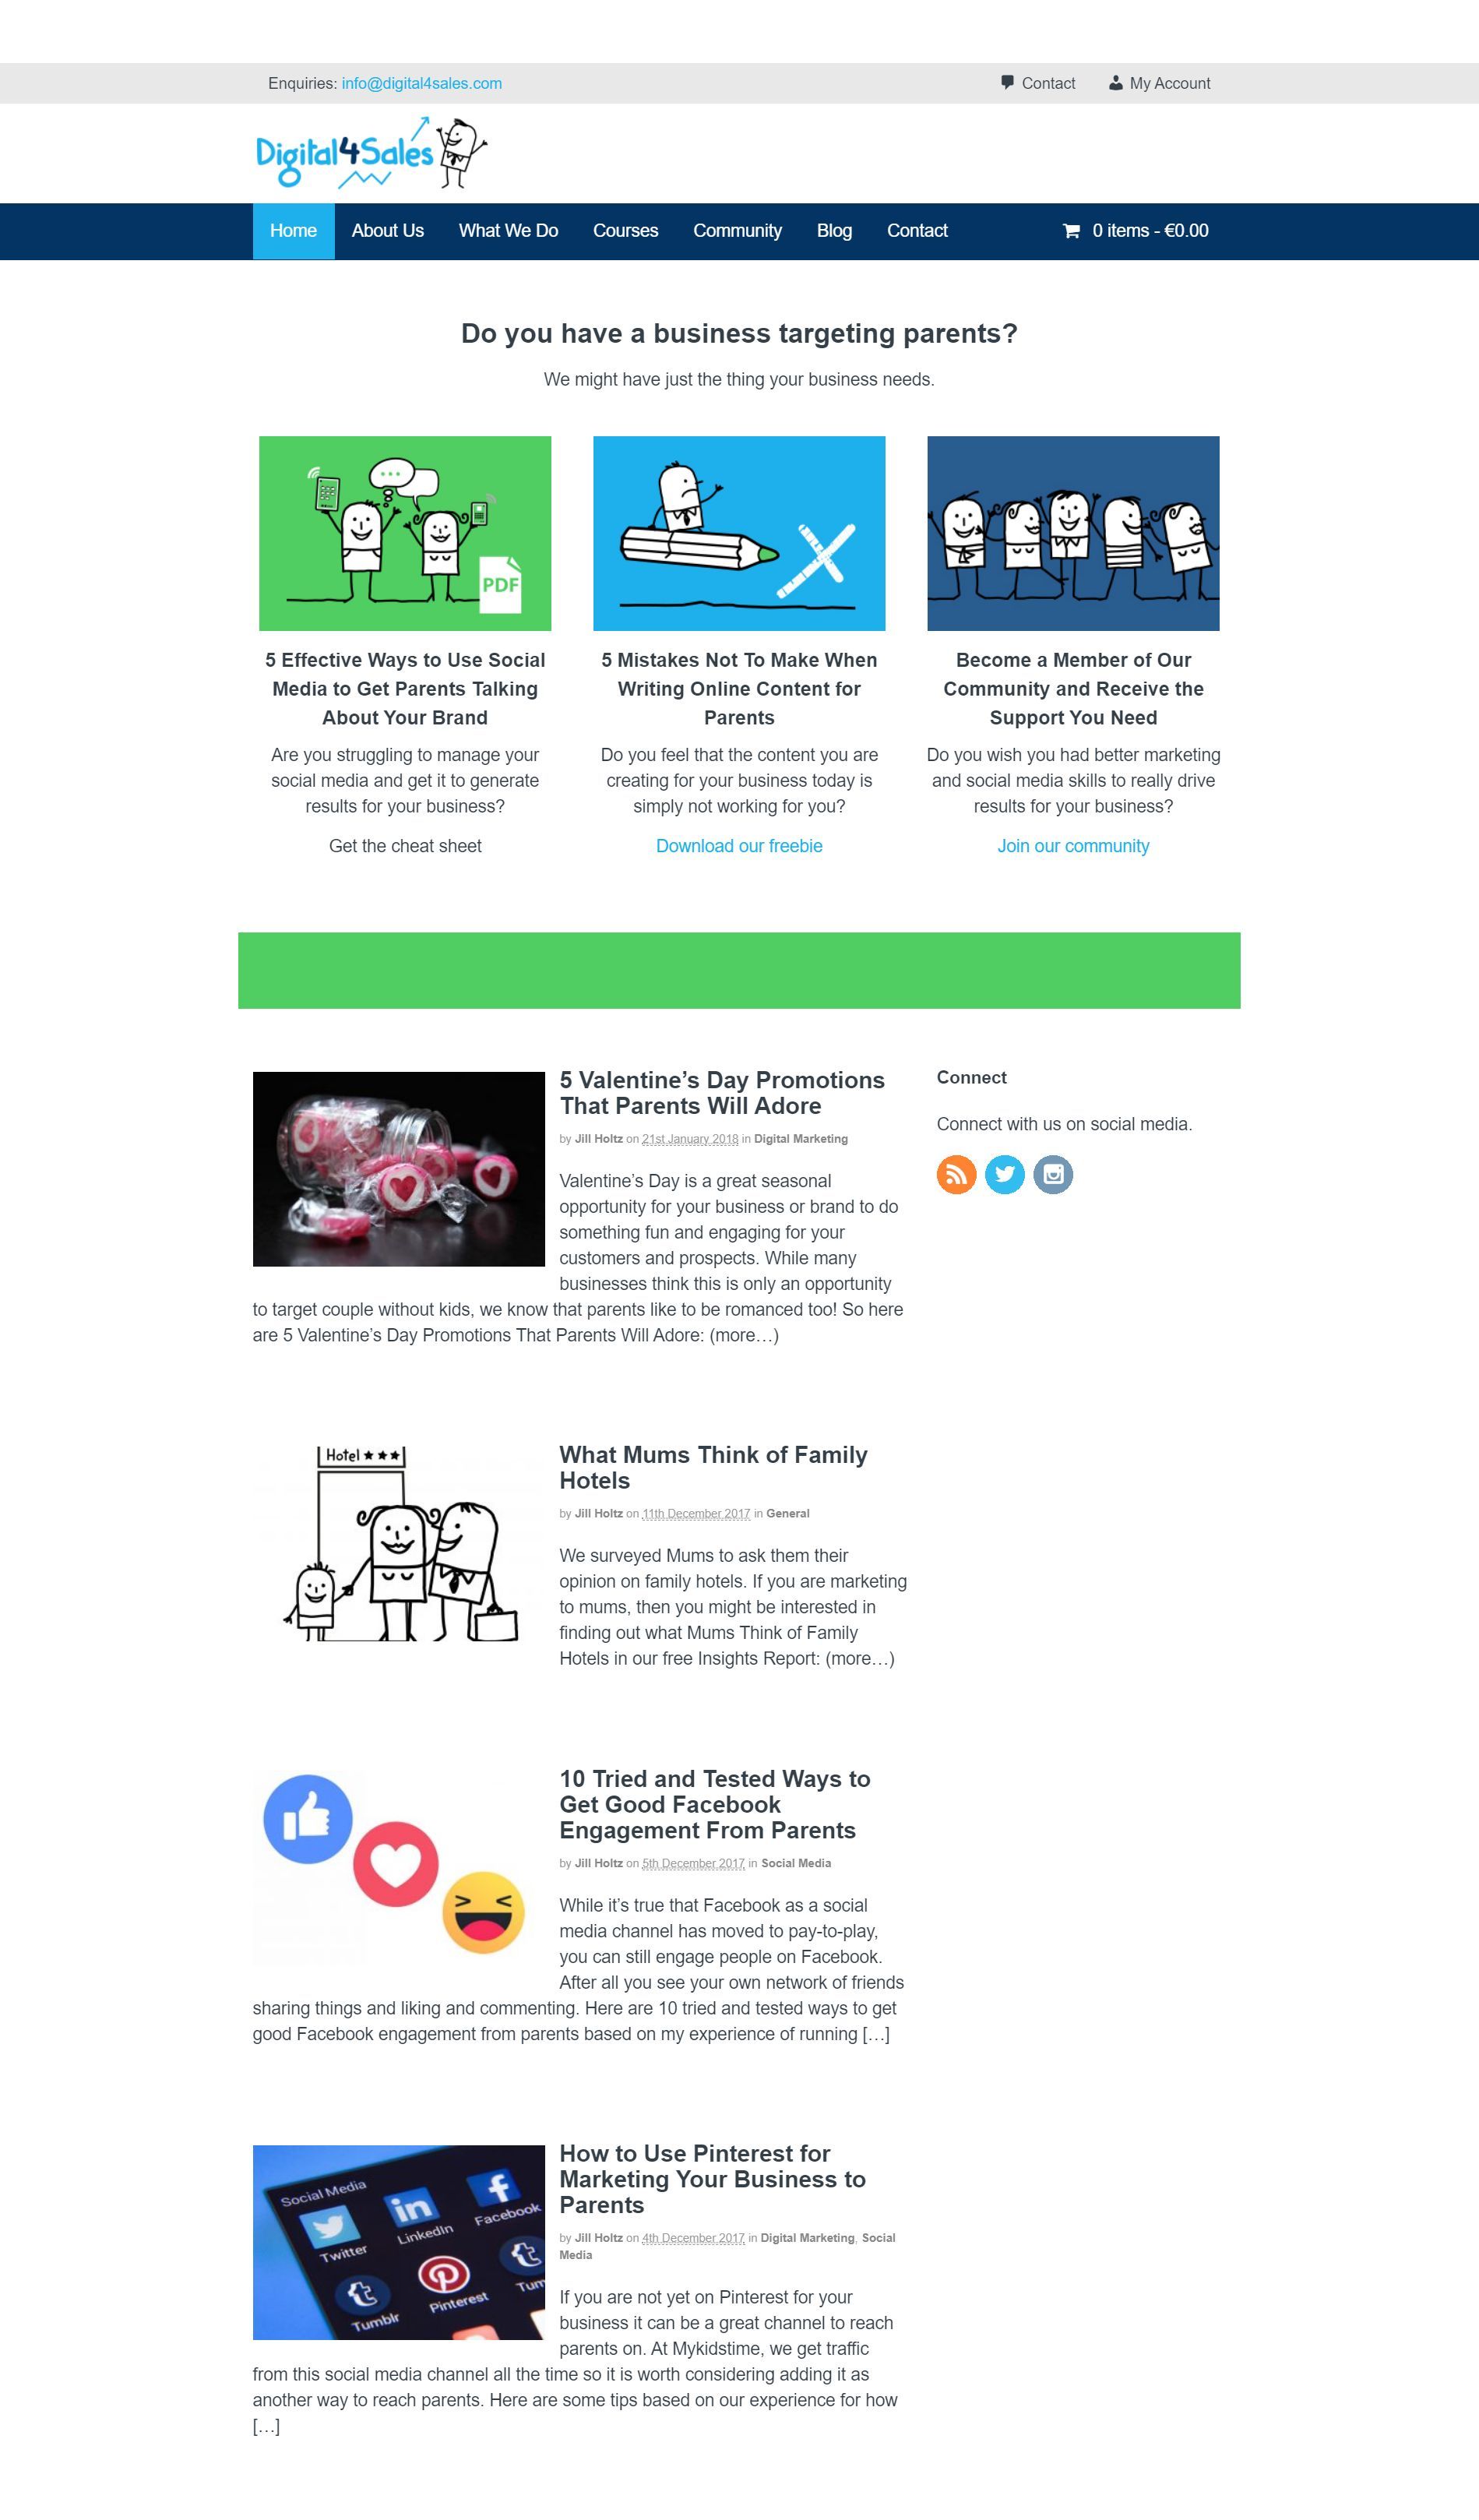 Enquiries: info@digital4sales.com
Contact
My Account
Digital4Sales
Home
About Us
What We Do
Courses
Community
Blog
Contact
0 items - €0.00
Do you have a business targeting parents?
We might have just the thing your business needs.
PDF
5 Effective Ways to Use Social
Media to Get Parents Talking
About Your Brand
Are you struggling to manage your
social media and get it to generate
results for your business?
Get the cheat sheet
5 Mistakes Not To Make When
Writing Online Content for
Parents
Do you feel that the content you are
creating for your business today is
simply not working for you?
Download our freebie
Become a Member of Our
Community and Receive the
Support You Need
Do you wish you had better marketing
and social media skills to really drive
results for your business?
Join our community
5 Valentine’s Day Promotions
That Parents Will Adore
by Jill Holtz on 21st January 2018 in Digital Marketing
Valentine’s Day is a great seasonal
opportunity for your business or brand to do
something fun and engaging for your
customers and prospects. While many
businesses think this is only an opportunity
to target couple without kids, we know that parents like to be romanced too! So here
are 5 Valentine’s Day Promotions That Parents Will Adore: (more…)
Connect
Connect with us on social media.
Hotel ★★★
What Mums Think of Family
Hotels
by Jill Holtz on 11th December 2017 in General
We surveyed Mums to ask them their
opinion on family hotels. If you are marketing
to mums, then you might be interested in
finding out what Mums Think of Family
Hotels in our free Insights Report: (more…)
10 Tried and Tested Ways to
Get Good Facebook
Engagement From Parents
by Jill Holtz on 5th December 2017 in Social Media
While it’s true that Facebook as a social
media channel has moved to pay-to-play,
you can still engage people on Facebook.
After all you see your own network of friends
sharing things and liking and commenting. Here are 10 tried and tested ways to get
good Facebook engagement from parents based on my experience of running […]
Social Media
Twitter
LinkedIn
Facebook
Tumblr
Pinterest
Tum
How to Use Pinterest for
Marketing Your Business to
Parents
by Jill Holtz on 4th December 2017 in Digital Marketing, Social
Media
If you are not yet on Pinterest for your
business it can be a great channel to reach
parents on. At Mykidstime, we get traffic
from this social media channel all the time so it is worth considering adding it as
another way to reach parents. Here are some tips based on our experience for how
[…]